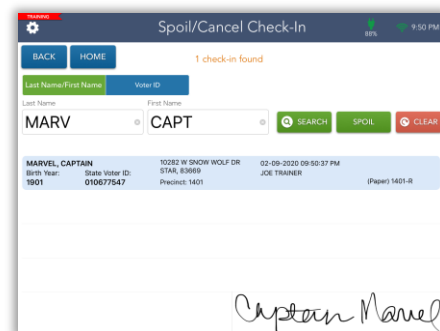 TRAINING
Spoil/Cancel Check-In
88%
9:50 PM
BACK
HOME
1 check-in found
Last Name/First Name
Voter ID
Last Name
First Name
MARV
CAPT
SEARCH
SPOIL
CLEAR
MARVEL, CAPTAIN
Birth Year:
State Voter ID:
1901
010677547
10282 W SNOW WOLF DR
STAR, 83669
Precinct: 1401
02-09-2020 09:50:37 PM
JOE TRAINER
(Paper) 1401-R
Captain Marvel